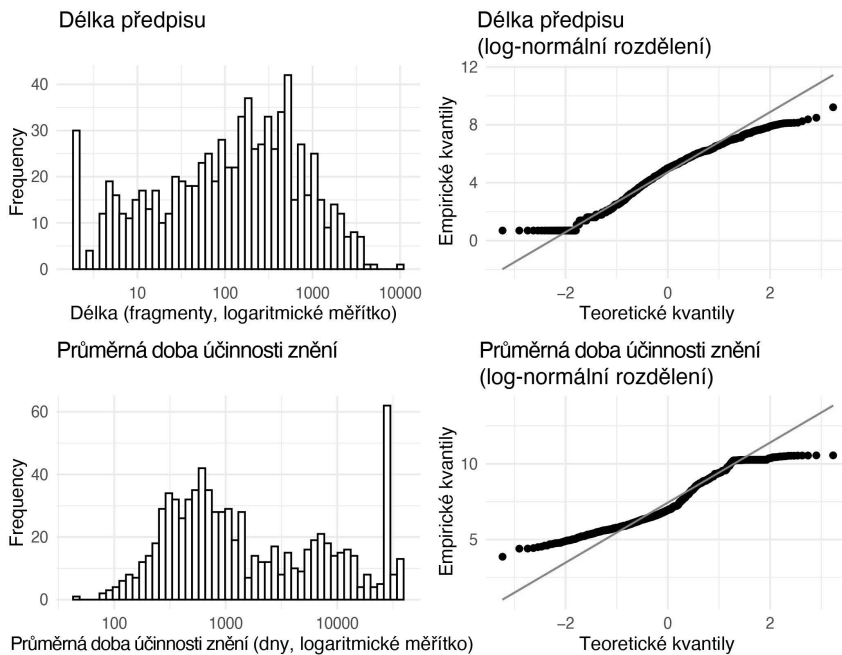 Délka předpisu
Frequency
0
10
20
30
40
10
100
1000
10000
Délka (fragmenty, logaritmické měřítko)
Délka předpisu
(log-normální rozdělení)
Empirické kvantily
0
4
8
12
−2
0
2
Teoretické kvantily
Průměrná doba účinnosti znění
Frequency
0
20
40
60
100
1000
10000
Průměrná doba účinnosti znění (dny, logaritmické měřítko)
Průměrná doba účinnosti znění
(log-normální rozdělení)
Empirické kvantily
5
10
−2
0
2
Teoretické kvantily